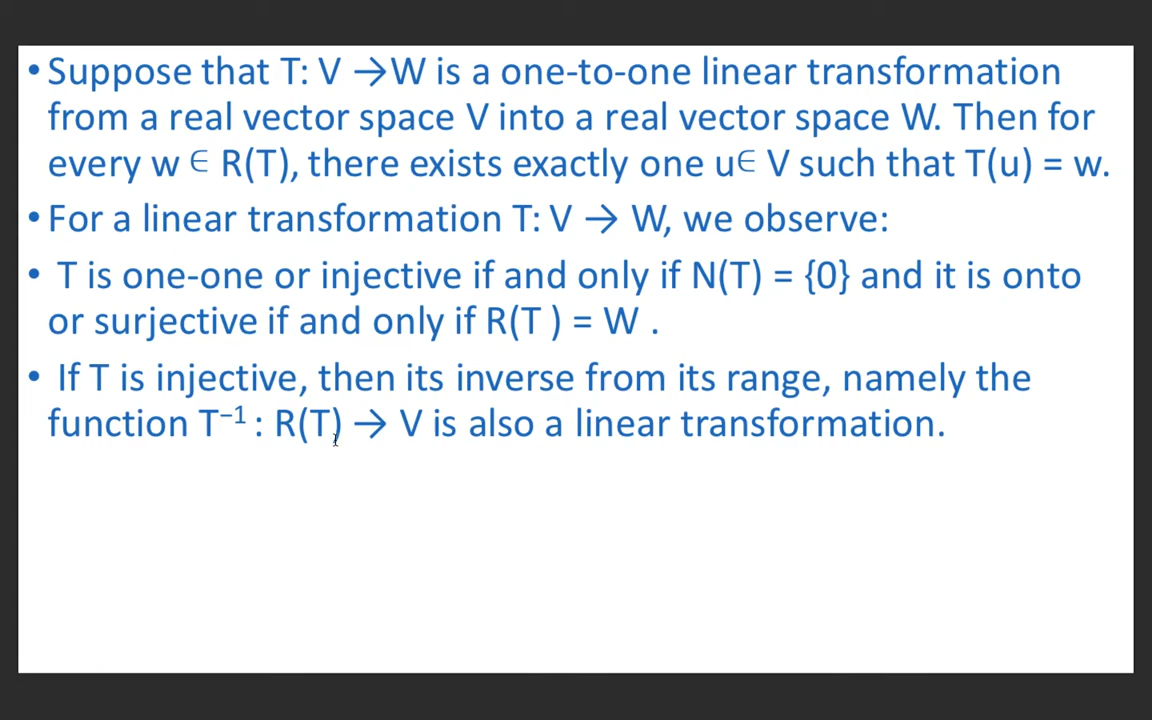 • Suppose that T: V →W is a one-to-one linear transformation
from a real vector space V into a real vector space W. Then for
every w ∈ R(T), there exists exactly one u∈ V such that T(u) = w.
• For a linear transformation T: V → W, we observe:
• T is one-one or injective if and only if N(T) = {0} and it is onto
or surjective if and only if R(T ) = W .
• If T is injective, then its inverse from its range, namely the
function T⁻¹ : R(T) → V is also a linear transformation.